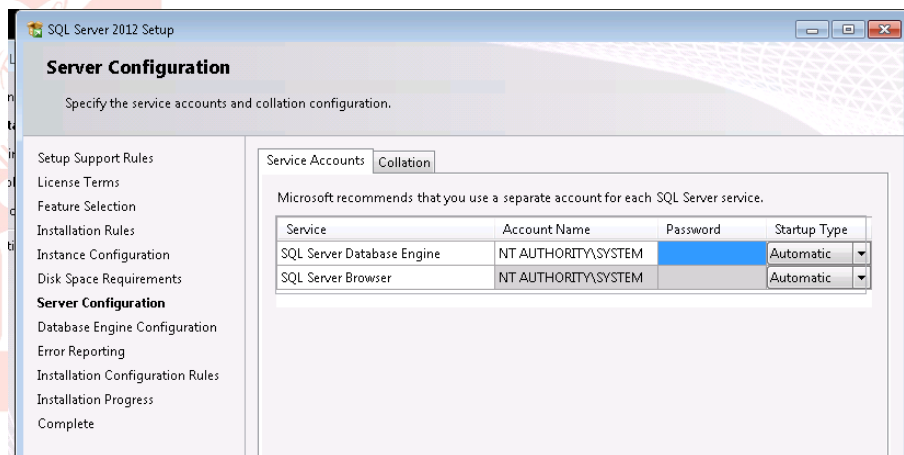 SQL Server 2012 Setup
Server Configuration
Specify the service accounts and collation configuration.
Setup Support Rules
License Terms
Feature Selection
Installation Rules
Instance Configuration
Disk Space Requirements
Server Configuration
Database Engine Configuration
Error Reporting
Installation Configuration Rules
Installation Progress
Complete
Service Accounts Collation
Microsoft recommends that you use a separate account for each SQL Server service.
Service Account Name Password Startup Type
SQL Server Database Engine NT AUTHORITY\SYSTEM Automatic
SQL Server Browser NT AUTHORITY\SYSTEM Automatic